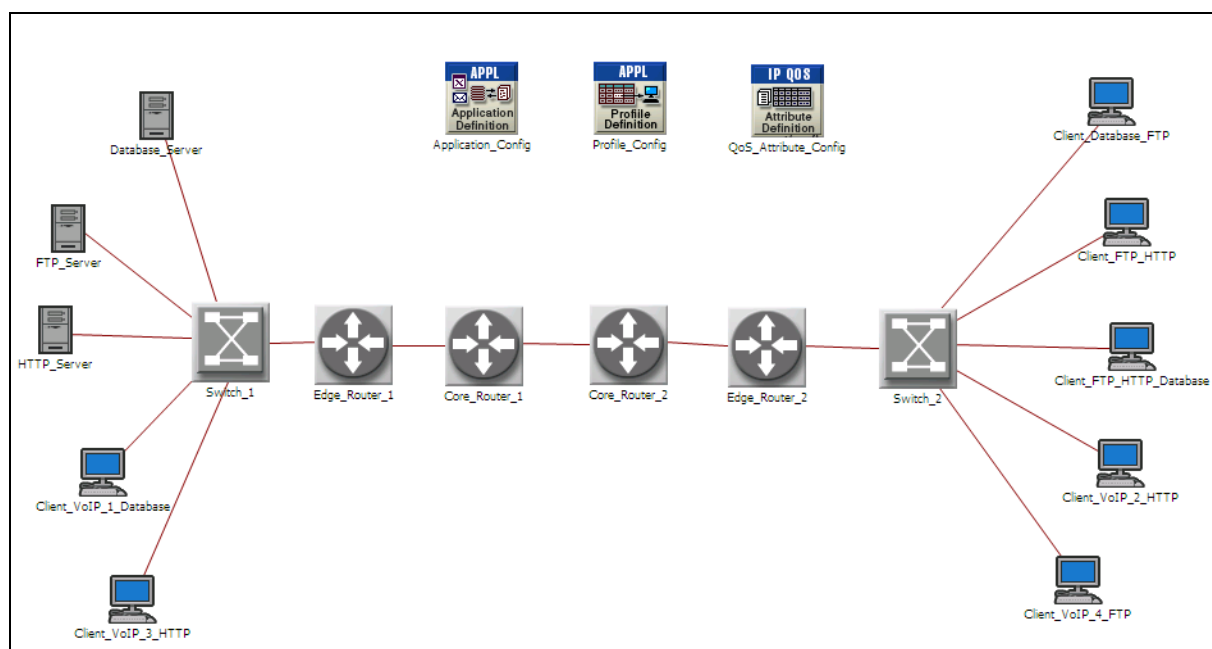 APPL
Application
Definition
Application_Config
APPL
Profile
Definition
Profile_Config
IP QOS
Attribute
Definition
QoS_Attribute_Config
Database_Server
Client_Database_FTP
FTP_Server
Client_FTP_HTTP
HTTP_Server
Switch_1
Edge_Router_1
Core_Router_1
Core_Router_2
Edge_Router_2
Switch_2
Client_FTP_HTTP_Database
Client_VoIP_1_Database
Client_VoIP_2_HTTP
Client_VoIP_3_HTTP
Client_VoIP_4_FTP